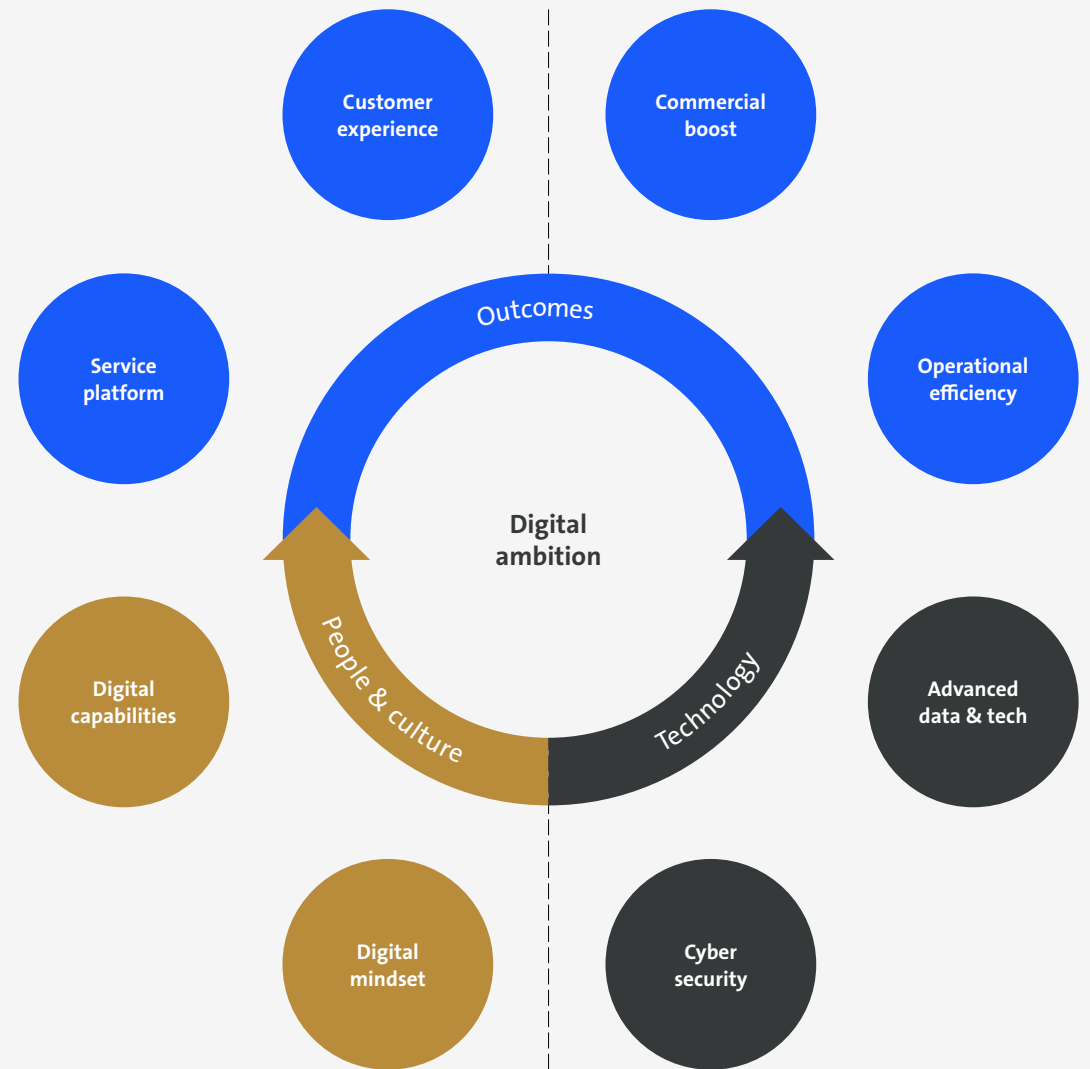 Customer
experience
Commercial
boost
Outcomes
Service
platform
Operational
efficiency
Digital
ambition
People & culture
Technology
Digital
capabilities
Advanced
data & tech
Digital
mindset
Cyber
security